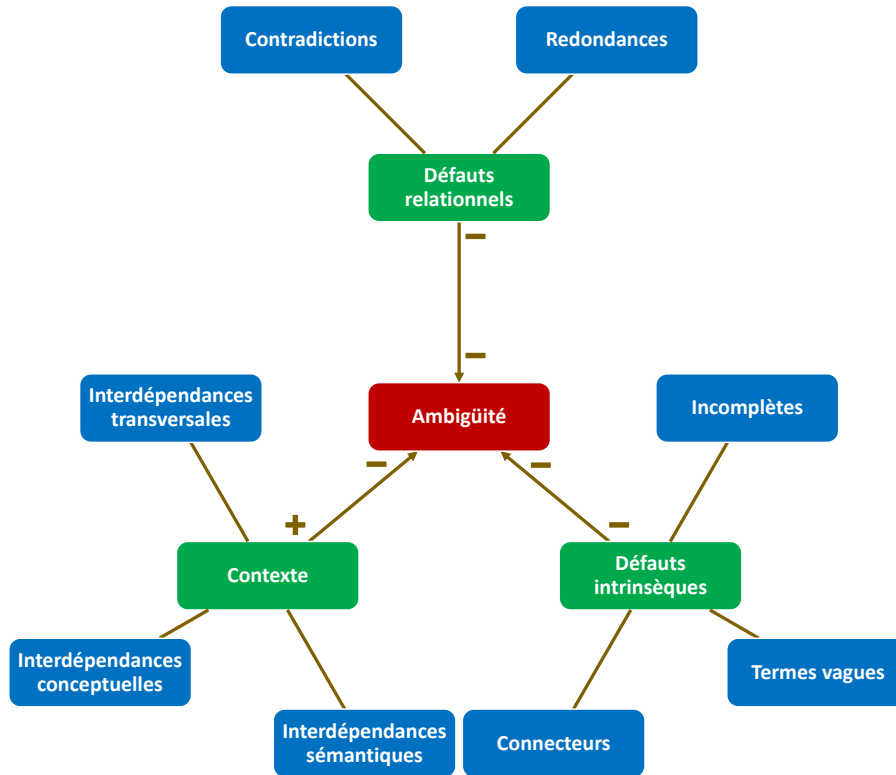 Contradictions
Redondances
Défauts
relationnels
−
−
Interdépendances
transversales
Ambigüité
Incomplètes
−
−
+
−
Contexte
Défauts
intrinsèques
Interdépendances
conceptuelles
Termes vagues
Interdépendances
sémantiques
Connecteurs